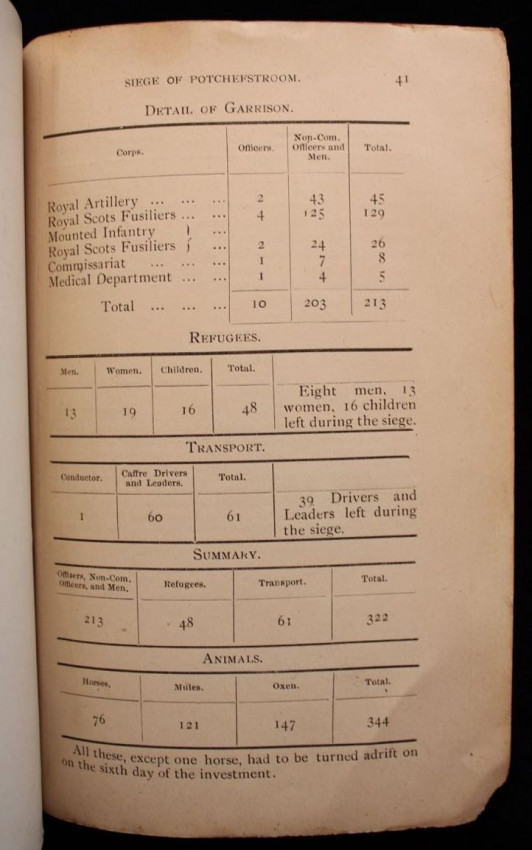 SIEGE OF POTCHEFSTROOM. 41
DETAIL OF GARRISON.
Corps. Officers. Non-Com. Officers and Men. Total.
Royal Artillery ... ... ... 2 43 45
Royal Scots Fusiliers ... ... 4 125 129
Mounted Infantry } ...
Royal Scots Fusiliers } ... 2 24 26
Commissariat ... ... ... 1 7 8
Medical Department ... ... 1 4 5
Total ... ... ... 10 203 213
REFUGEES.
Men. Women. Children. Total.
13 19 16 48
Eight men, 13
women, 16 children
left during the siege.
TRANSPORT.
Conductor. Caffre Drivers and Leaders. Total.
1 60 61
39 Drivers and
Leaders left during
the siege.
SUMMARY.
Officers, Non-Com. Officers, and Men. Refugees. Transport. Total.
213 48 61 322
ANIMALS.
Horses. Mules. Oxen. Total.
76 121 147 344
All these, except one horse, had to be turned adrift on
on the sixth day of the investment.